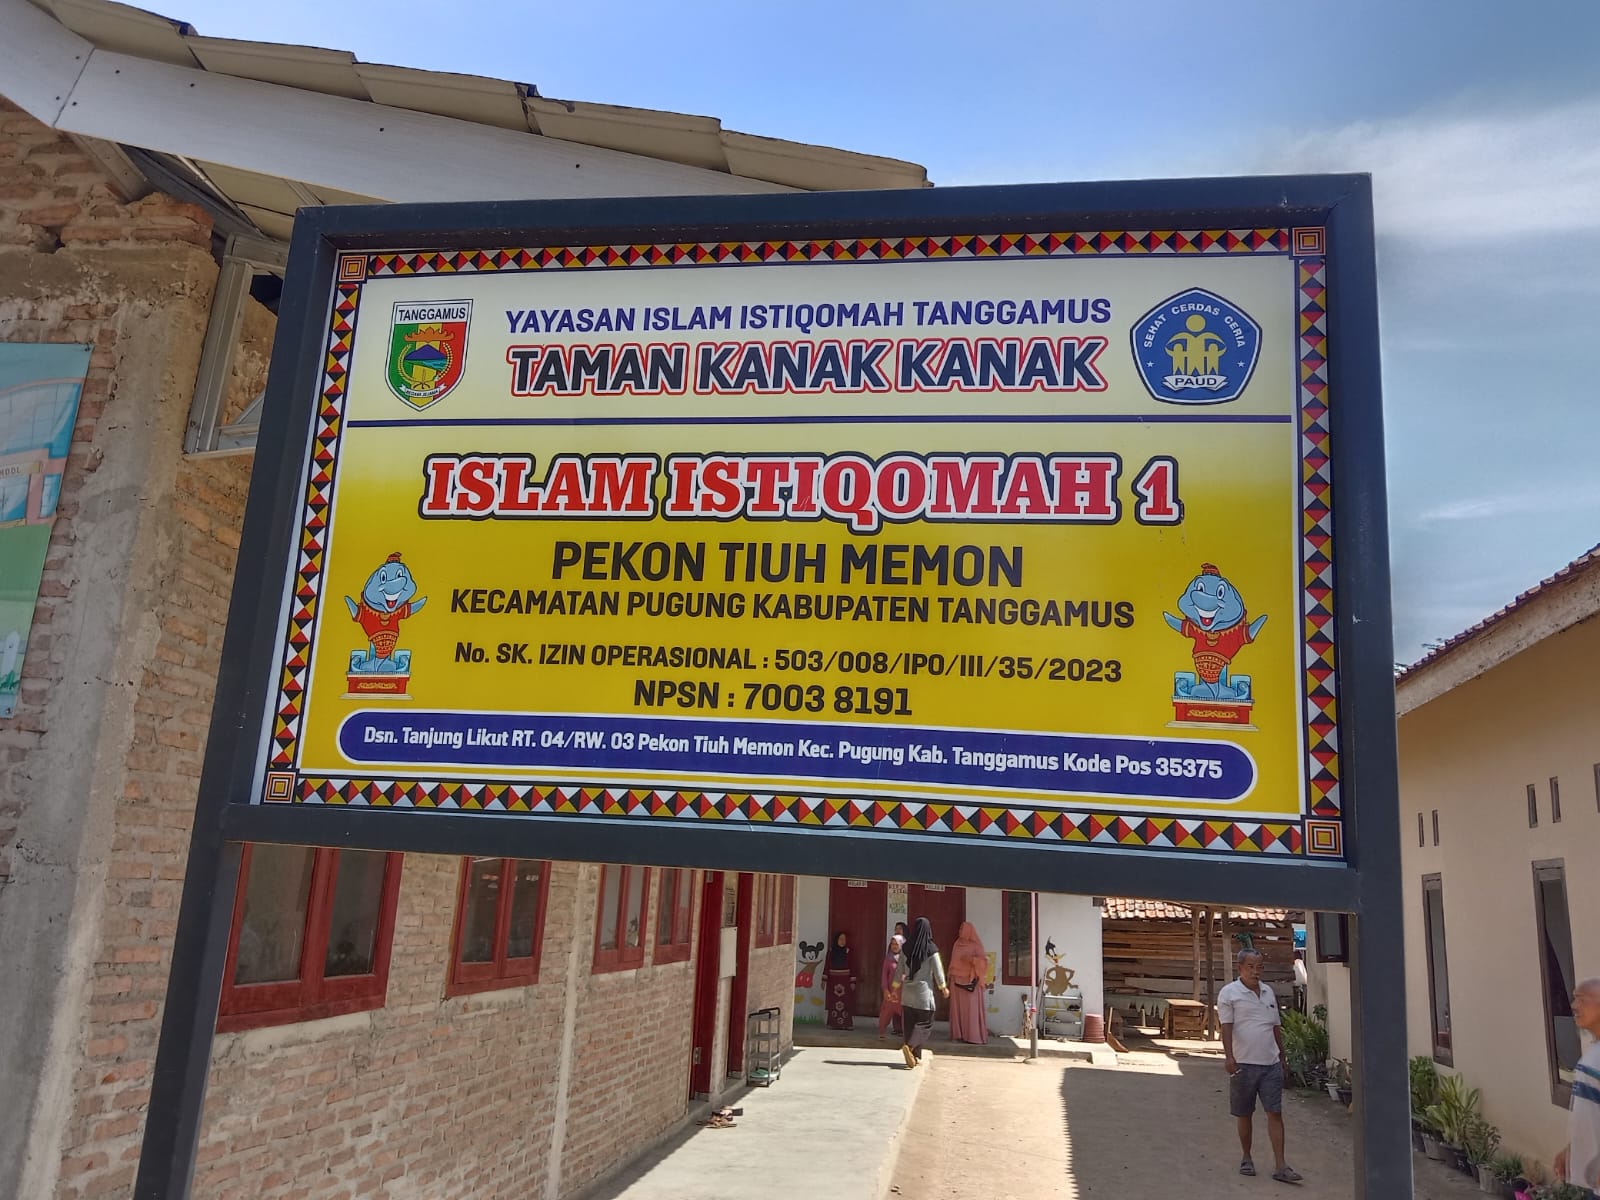 TANGGAMUS
YAYASAN ISLAM ISTIQOMAH TANGGAMUS
TAMAN KANAK KANAK
SEHAT CERDAS CERIA
PAUD
ISLAM ISTIQOMAH 1
PEKON TIUH MEMON
KECAMATAN PUGUNG KABUPATEN TANGGAMUS
No. SK. IZIN OPERASIONAL : 503/008/IPO/III/35/2023
NPSN : 7003 8191
Dsn. Tanjung Likut RT. 04/RW. 03 Pekon Tiuh Memon Kec. Pugung Kab. Tanggamus Kode Pos 35375